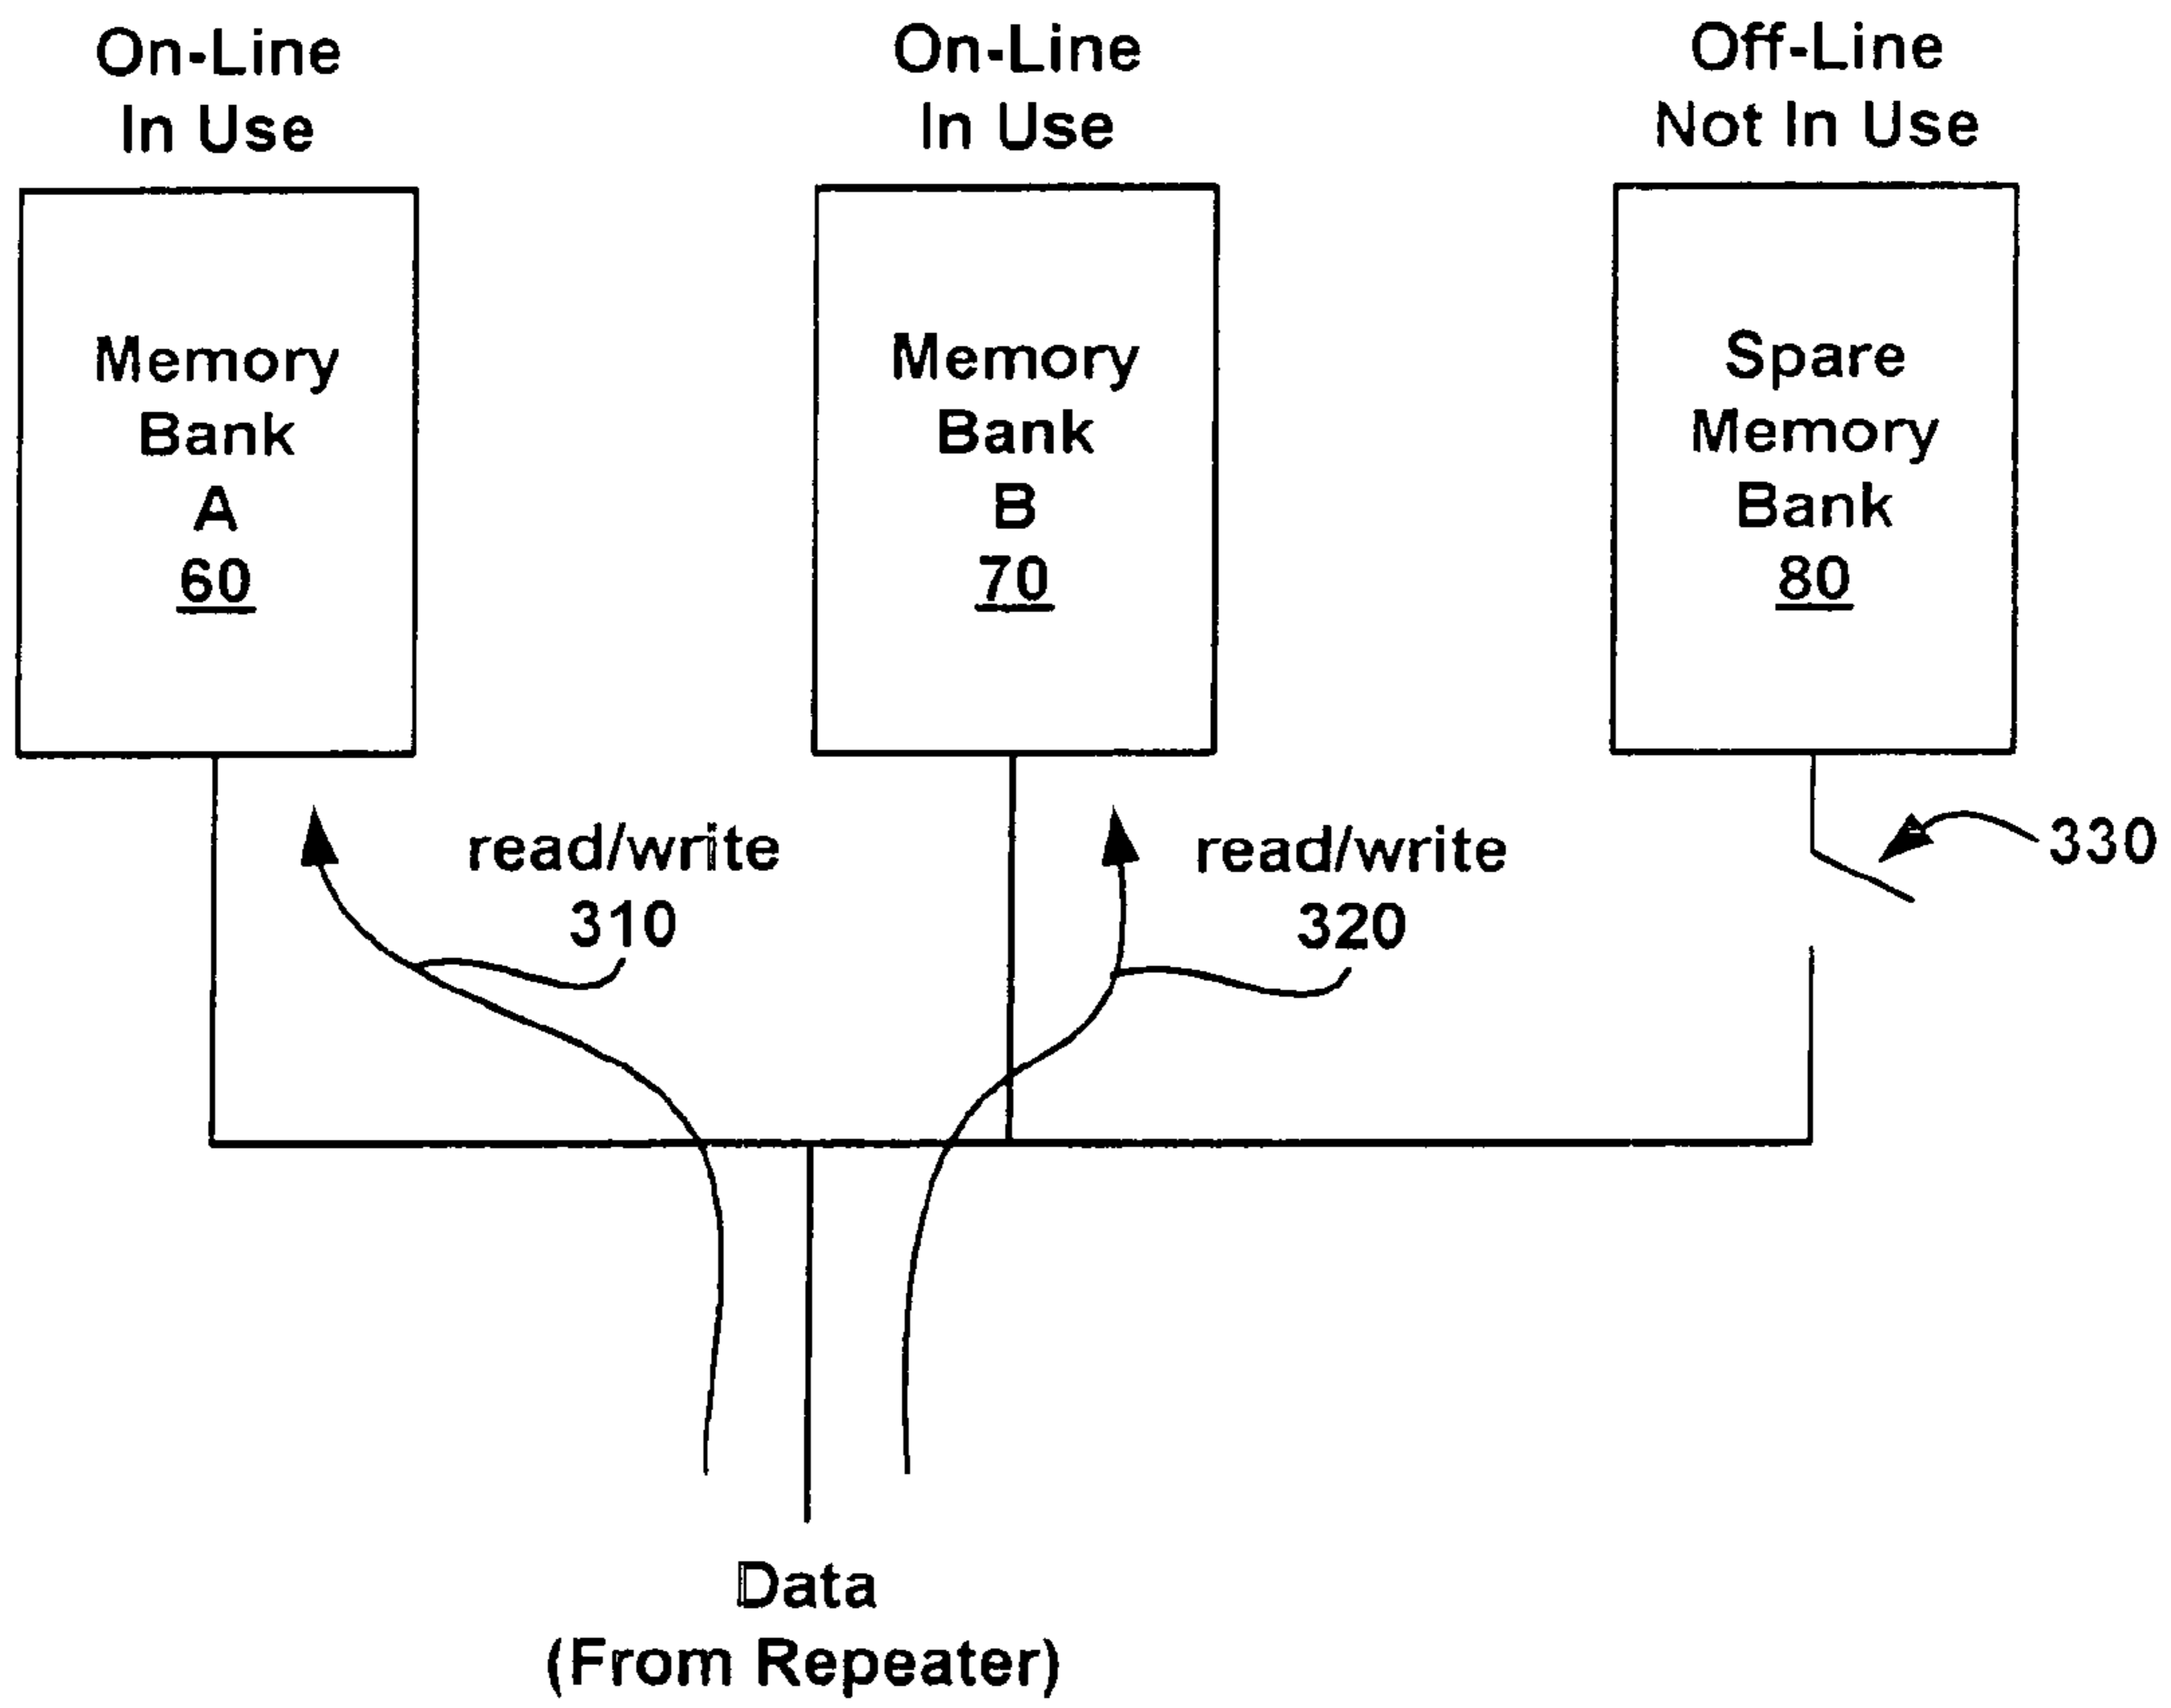 On-Line
In Use
On-Line
In Use
Off-Line
Not In Use
Memory
Bank
A
60
Memory
Bank
B
70
Spare
Memory
Bank
80
read/write
310
read/write
320
330
Data
(From Repeater)